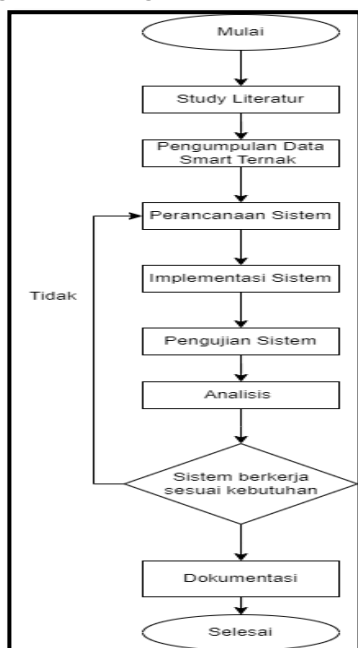 Mulai
Study Literatur
Pengumpulan Data
Smart Ternak
Perancanaan Sistem
Implementasi Sistem
Tidak
Pengujian Sistem
Analisis
Sistem berkerja
sesuai kebutuhan
Dokumentasi
Selesai